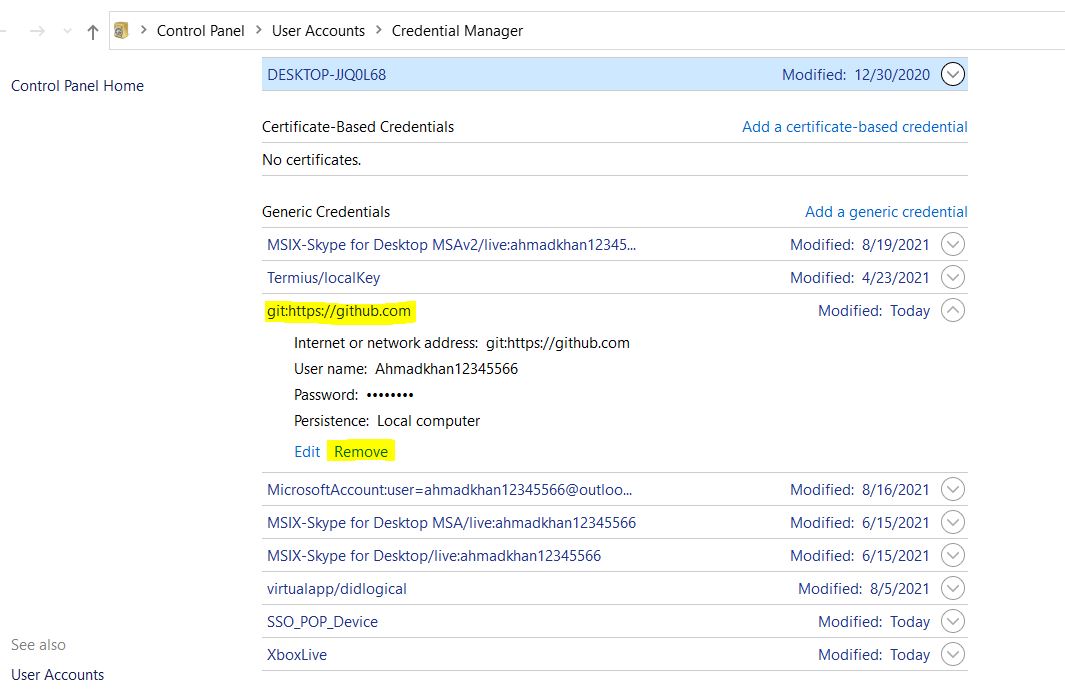 Control Panel > User Accounts > Credential Manager
Control Panel Home
DESKTOP-JJQ0L68 Modified: 12/30/2020
Certificate-Based Credentials Add a certificate-based credential
No certificates.
Generic Credentials Add a generic credential
MSIX-Skype for Desktop MSAv2/live:ahmadkhan12345... Modified: 8/19/2021
Termius/localKey Modified: 4/23/2021
git:https://github.com Modified: Today
Internet or network address: git:https://github.com
User name: Ahmadkhan12345566
Password: ••••••••
Persistence: Local computer
Edit Remove
MicrosoftAccount:user=ahmadkhan12345566@outloo... Modified: 8/16/2021
MSIX-Skype for Desktop MSA/live:ahmadkhan12345566 Modified: 6/15/2021
MSIX-Skype for Desktop/live:ahmadkhan12345566 Modified: 6/15/2021
virtualapp/didlogical Modified: 8/5/2021
SSO_POP_Device Modified: Today
XboxLive Modified: Today
See also
User Accounts